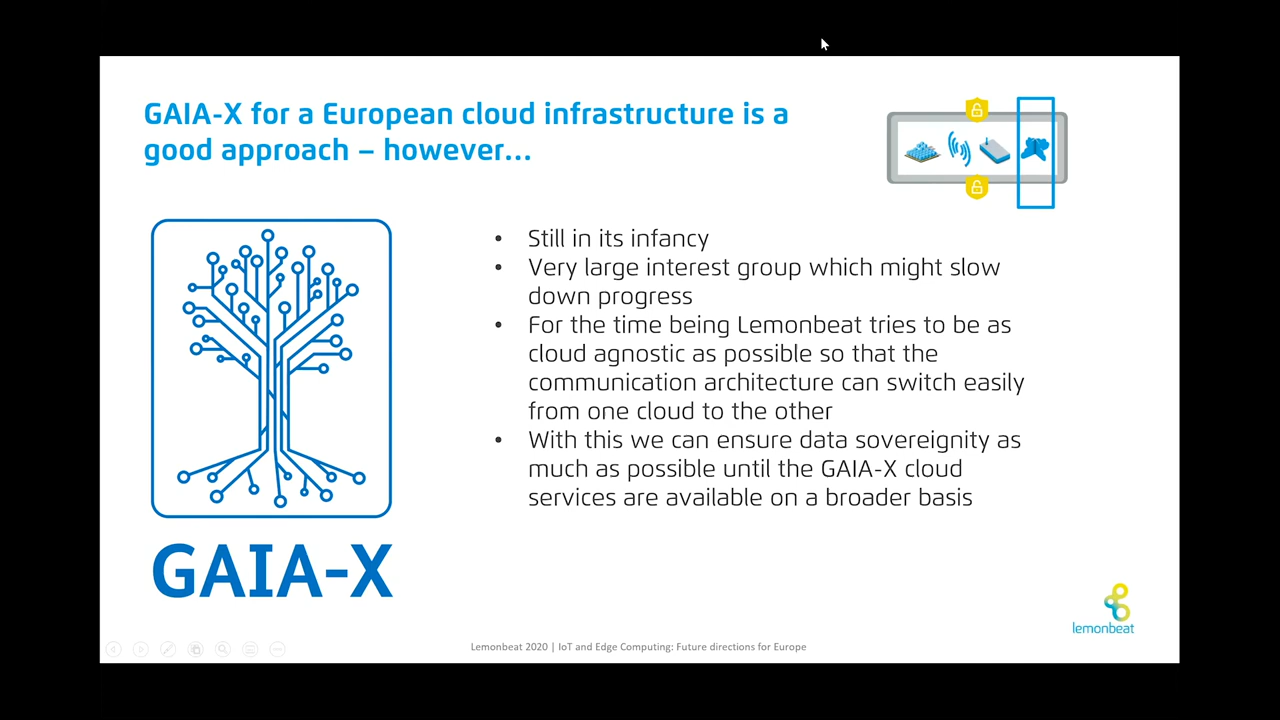 GAIA-X for a European cloud infrastructure is a
good approach – however...
• Still in its infancy
• Very large interest group which might slow
down progress
• For the time being Lemonbeat tries to be as
cloud agnostic as possible so that the
communication architecture can switch easily
from one cloud to the other
• With this we can ensure data sovereignity as
much as possible until the GAIA-X cloud
services are available on a broader basis
GAIA-X
lemonbeat
Lemonbeat 2020 | IoT and Edge Computing: Future directions for Europe